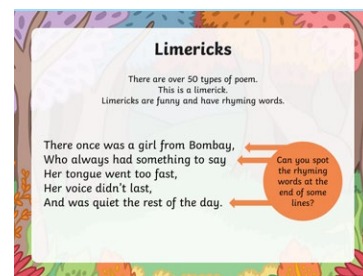 Limericks
There are over 50 types of poem.
This is a limerick.
Limericks are funny and have rhyming words.
There once was a girl from Bombay,
Who always had something to say
Her tongue went too fast,
Her voice didn't last,
And was quiet the rest of the day.
Can you spot
the rhyming
words at the
end of some
lines?